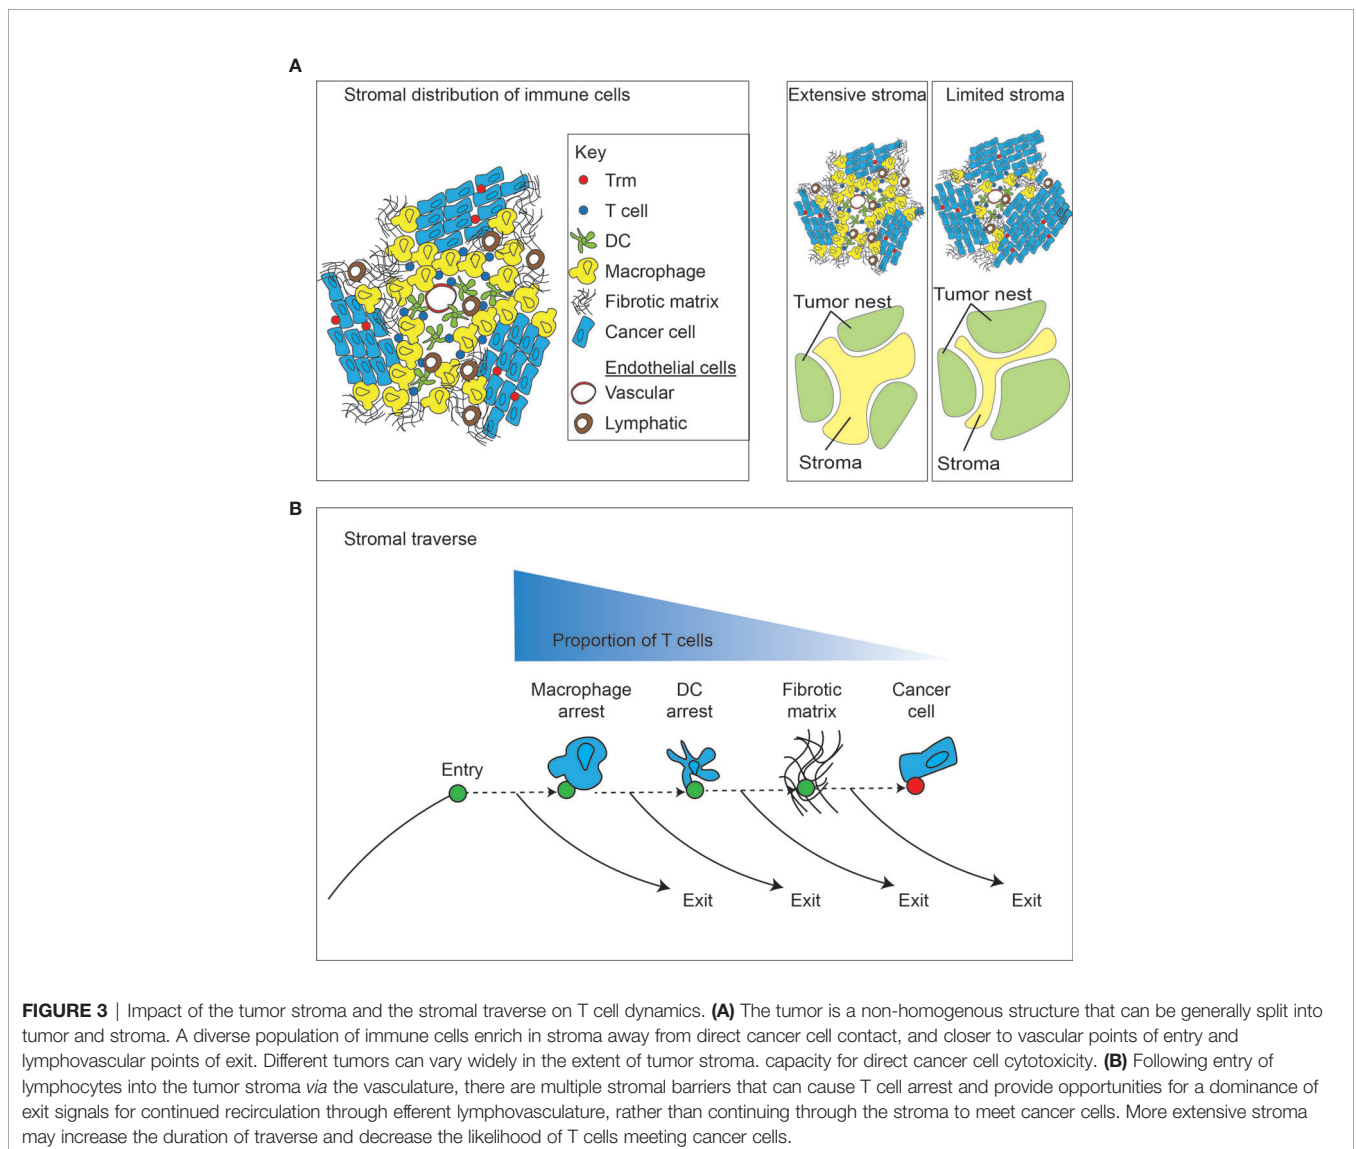 A
Stromal distribution of immune cells
Key
Trm
T cell
DC
Macrophage
Fibrotic matrix
Cancer cell
Endothelial cells
Vascular
Lymphatic
Extensive stroma
Limited stroma
Tumor nest
Stroma
Tumor nest
Stroma
B
Stromal traverse
Proportion of T cells
Macrophage
arrest
DC
arrest
Fibrotic
matrix
Cancer
cell
Entry
Exit
Exit
Exit
Exit
FIGURE 3 | Impact of the tumor stroma and the stromal traverse on T cell dynamics. (A) The tumor is a non-homogenous structure that can be generally split into
tumor and stroma. A diverse population of immune cells enrich in stroma away from direct cancer cell contact, and closer to vascular points of entry and
lymphovascular points of exit. Different tumors can vary widely in the extent of tumor stroma. capacity for direct cancer cell cytotoxicity. (B) Following entry of
lymphocytes into the tumor stroma via the vasculature, there are multiple stromal barriers that can cause T cell arrest and provide opportunities for a dominance of
exit signals for continued recirculation through efferent lymphovasculature, rather than continuing through the stroma to meet cancer cells. More extensive stroma
may increase the duration of traverse and decrease the likelihood of T cells meeting cancer cells.